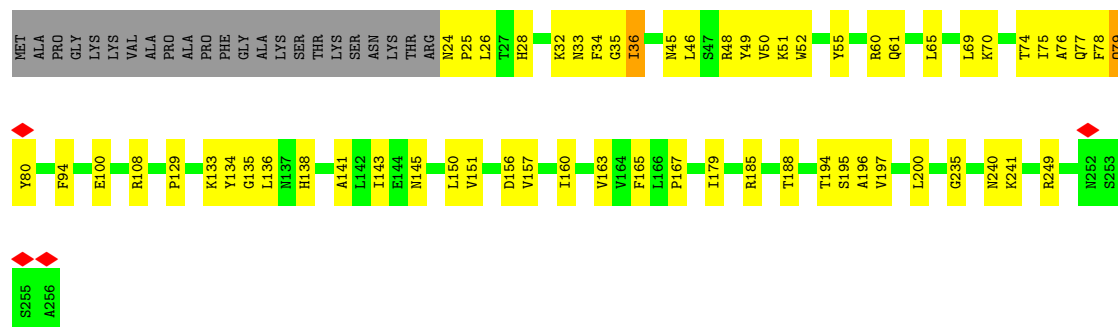 MET ALA PRO GLY LYS LYS VAL ALA PRO ALA PRO PHE GLY ALA LYS SER THR LYS SER ASN LYS THR ARG N24 P25 L26 T27 H28 K32 N33 F34 G35 I36 N45 L46 S47 R48 Y49 V50 K51 W52 Y55 R60 Q61 L65 L69 K70 T74 I75 A76 Q77 F78
Y80 F94 E100 R108 P129 K133 Y134 G135 L136 N137 H138 A141 L142 I143 E144 N145 L150 V151 D156 V157 I160 V163 V164 F165 L166 P167 I179 R185 T188 T194 S195 A196 V197 L200 G235 N240 K241 R249 N252 S253
S255 A256